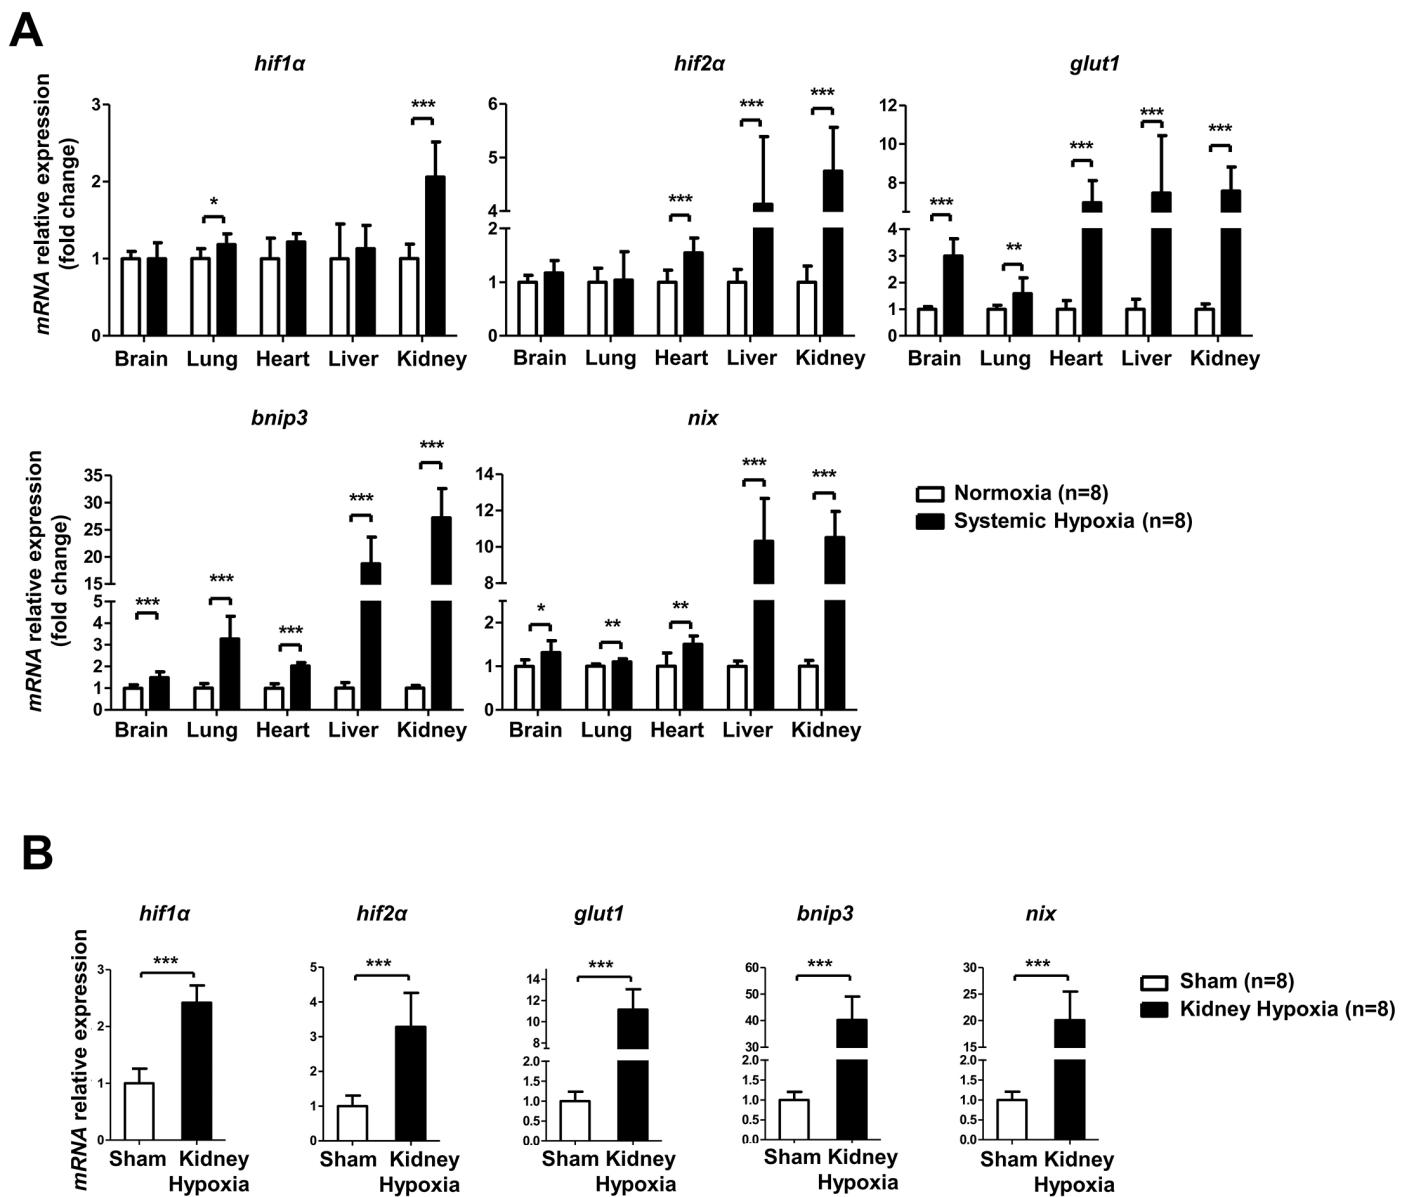 A
hif1α
hif2α
glut1
mRNA relative expression
(fold change)
3
2
1
0
6
5
4
2
1
0
12
10
8
4
3
2
1
0
***
*
***
***
***
***
***
***
***
**
Brain Lung Heart Liver Kidney
Brain Lung Heart Liver Kidney
Brain Lung Heart Liver Kidney
bnip3
nix
mRNA relative expression
(fold change)
35
30
25
20
15
5
4
3
2
1
0
14
12
10
8
2
1
0
***
***
***
***
***
***
***
*
**
**
Normoxia (n=8)
Systemic Hypoxia (n=8)
Brain Lung Heart Liver Kidney
Brain Lung Heart Liver Kidney
B
hif1α
hif2α
glut1
bnip3
nix
mRNA relative expression
3
2
1
0
5
4
3
2
1
0
14
12
10
8
2.0
1.5
1.0
0.5
0.0
60
50
40
30
2.0
1.5
1.0
0.5
0.0
30
25
20
15
2.0
1.5
1.0
0.5
0.0
***
***
***
***
***
Sham (n=8)
Kidney Hypoxia (n=8)
Sham Kidney
Hypoxia
Sham Kidney
Hypoxia
Sham Kidney
Hypoxia
Sham Kidney
Hypoxia
Sham Kidney
Hypoxia